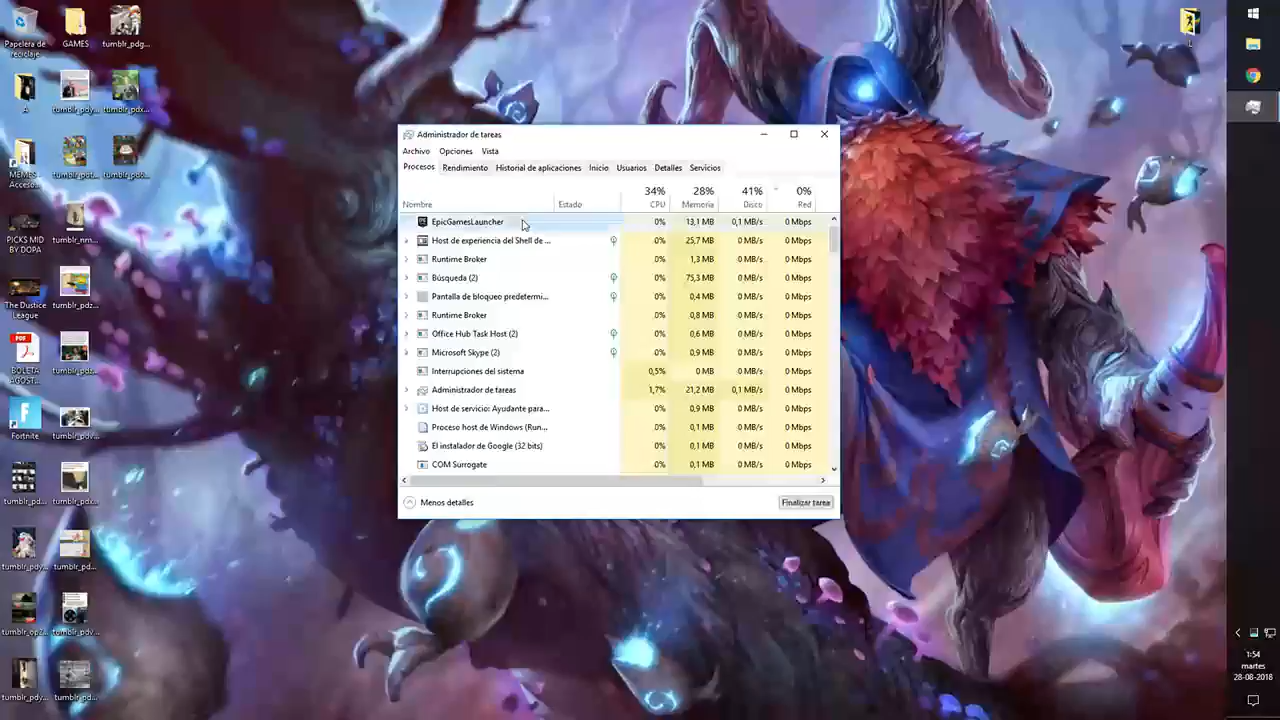 Papelera de
reciclaje
GAMES
tumblr_pdg...
A
tumblr_pdy...
tumblr_pdx...
MEMES
Acceso...
tumblr_pdo...
tumblr_pdo...
PICKS MID
BY DOPA
tumblr_nm...
The Dustice
League
tumblr_pdz...
BOLETA
AGOST...
tumblr_pdz...
Fortnite
tumblr_pdv...
tumblr_pd...
tumblr_pdv...
tumblr_pd...
tumblr_op2...
tumblr_pdv...
tumblr_pdy...
tumblr_pd...
L
Administrador de tareas
Archivo Opciones Vista
Procesos Rendimiento Historial de aplicaciones Inicio Usuarios Detalles Servicios
34% 28% 41% 0%
Nombre Estado CPU Memoria Disco Red
EpicGamesLauncher 0% 13,1 MB 0,1 MB/s 0 Mbps
Host de experiencia del Shell de ... 0% 25,7 MB 0 MB/s 0 Mbps
Runtime Broker 0% 1,3 MB 0 MB/s 0 Mbps
Búsqueda (2) 0% 75,3 MB 0 MB/s 0 Mbps
Pantalla de bloqueo predetermi... 0% 0,4 MB 0 MB/s 0 Mbps
Runtime Broker 0% 0,8 MB 0 MB/s 0 Mbps
Office Hub Task Host (2) 0% 0,6 MB 0 MB/s 0 Mbps
Microsoft Skype (2) 0% 0,9 MB 0 MB/s 0 Mbps
Interrupciones del sistema 0,5% 0 MB 0 MB/s 0 Mbps
Administrador de tareas 1,7% 21,2 MB 0,1 MB/s 0 Mbps
Host de servicio: Ayudante para... 0% 0,9 MB 0 MB/s 0 Mbps
Proceso host de Windows (Run... 0% 0,1 MB 0 MB/s 0 Mbps
El instalador de Google (32 bits) 0% 0,1 MB 0 MB/s 0 Mbps
COM Surrogate 0% 0,1 MB 0 MB/s 0 Mbps
Menos detalles Finalizar tarea
1:54
martes
28-08-2018